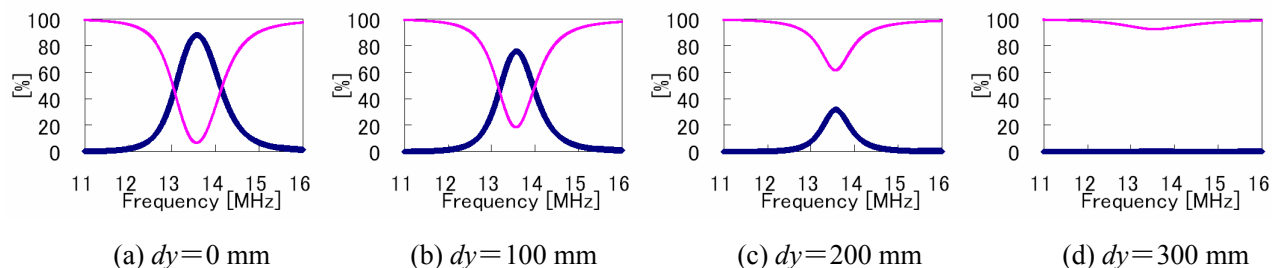 100 100 100 100
80 80 80 80
[%] [%] [%] [%]
60 60 60 60
40 40 40 40
20 20 20 20
0 0 0 0
11 12 13 14 15 16 11 12 13 14 15 16 11 12 13 14 15 16 11 12 13 14 15 16
Frequency [MHz] Frequency [MHz] Frequency [MHz] Frequency [MHz]
(a) dy=0 mm (b) dy=100 mm (c) dy=200 mm (d) dy=300 mm